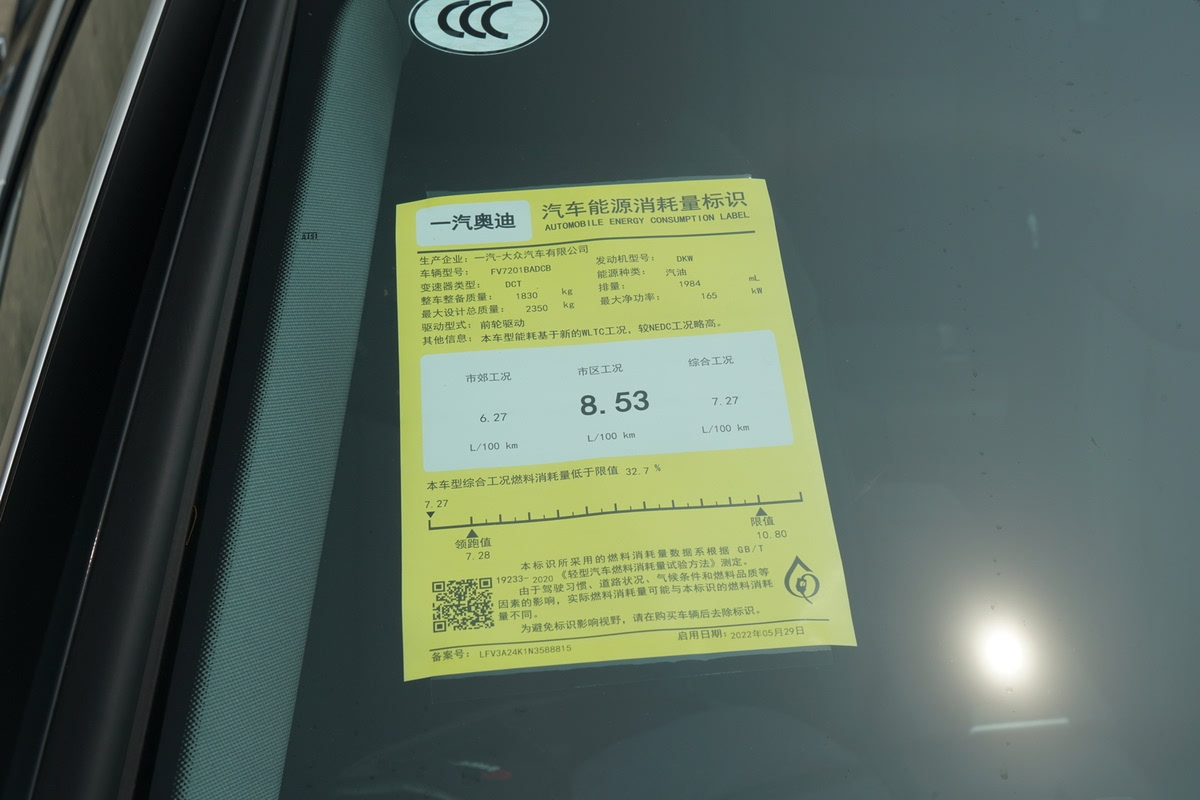 CCC
一汽奥迪
汽车能源消耗量标识
AUTOMOBILE ENERGY CONSUMPTION LABEL
生产企业: 一汽-大众汽车有限公司 发动机型号: DKW
车辆型号: FV7201BADCB 能源种类: 汽油
变速器类型: DCT 排量: 1984 mL
整车整备质量: 1830 kg 最大净功率: 165 kW
最大设计总质量: 2350 kg
驱动型式: 前轮驱动
其他信息: 本车型能耗基于新的WLTC工况, 较NEDC工况略高。
市郊工况 市区工况 综合工况
6.27 8.53 7.27
L/100 km L/100 km L/100 km
本车型综合工况燃料消耗量低于限值 32.7 %
7.27
领跑值 限值
7.28 10.80
本标识所采用的燃料消耗量数据系根据 GB/T
19233-2020《轻型汽车燃料消耗量试验方法》测定。
由于驾驶习惯、道路状况、气候条件和燃料品质等
因素的影响, 实际燃料消耗量可能与本标识的燃料消耗
量不同。
为避免标识影响视野, 请在购买车辆后去除标识。
备案号: LFV3A24K1N3588815 启用日期: 2022年05月29日